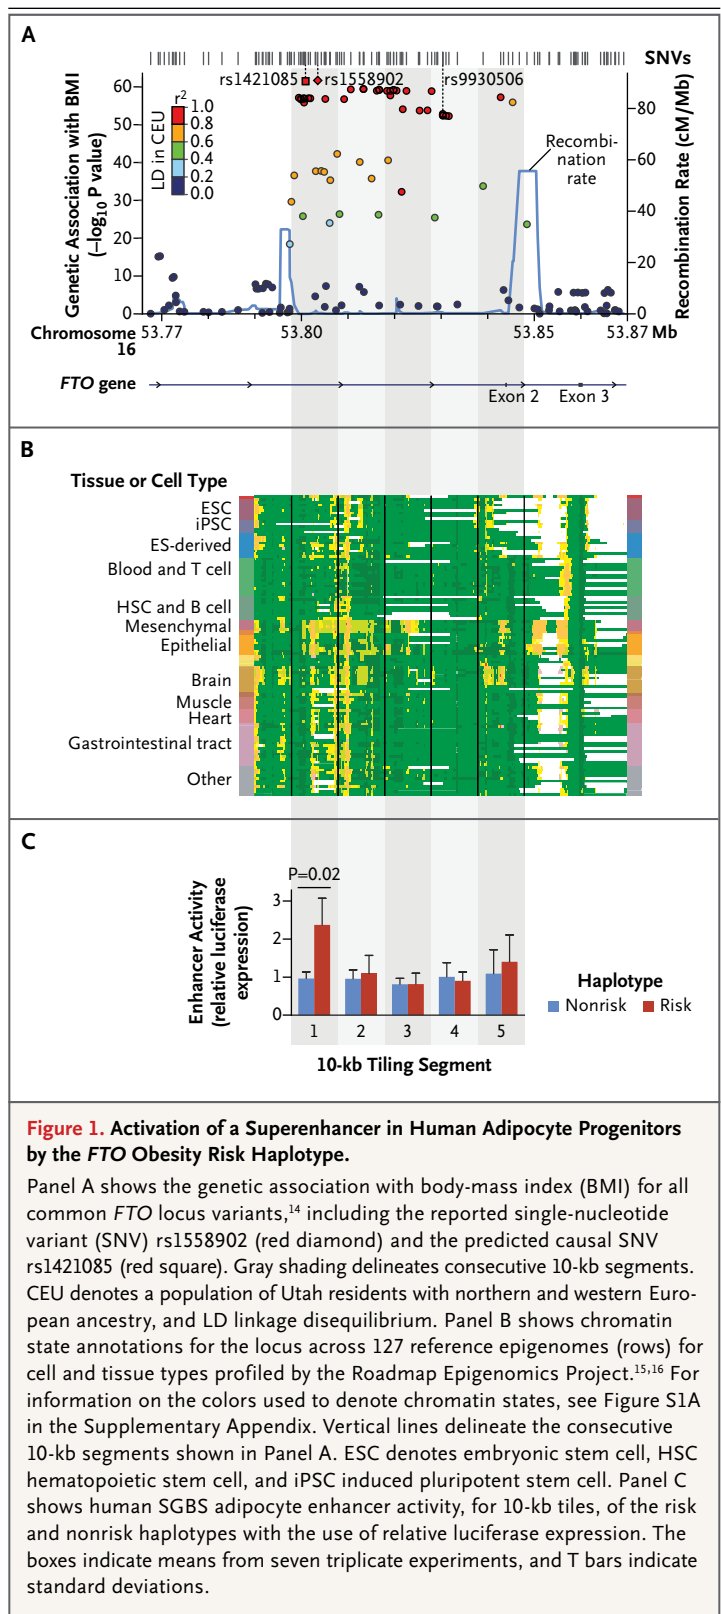 A
SNVs
rs1421085
rs1558902
rs9930506
Genetic Association with BMI
(−log10 P value)
60
50
40
30
20
10
0
LD in CEU
r2
1.0
0.8
0.6
0.4
0.2
0.0
Recombi-
nation
rate
Recombination Rate (cM/Mb)
80
60
40
20
0
Chromosome
16
53.77
53.80
53.85
53.87 Mb
FTO gene
Exon 2
Exon 3
B
Tissue or Cell Type
ESC
iPSC
ES-derived
Blood and T cell
HSC and B cell
Mesenchymal
Epithelial
Brain
Muscle
Heart
Gastrointestinal tract
Other
C
P=0.02
Enhancer Activity
(relative luciferase
expression)
3
2
1
0
1 2 3 4 5
10-kb Tiling Segment
Haplotype
Nonrisk Risk
Figure 1. Activation of a Superenhancer in Human Adipocyte Progenitors
by the FTO Obesity Risk Haplotype.
Panel A shows the genetic association with body-mass index (BMI) for all
common FTO locus variants,14 including the reported single-nucleotide
variant (SNV) rs1558902 (red diamond) and the predicted causal SNV
rs1421085 (red square). Gray shading delineates consecutive 10-kb segments.
CEU denotes a population of Utah residents with northern and western Euro-
pean ancestry, and LD linkage disequilibrium. Panel B shows chromatin
state annotations for the locus across 127 reference epigenomes (rows) for
cell and tissue types profiled by the Roadmap Epigenomics Project.15,16 For
information on the colors used to denote chromatin states, see Figure S1A
in the Supplementary Appendix. Vertical lines delineate the consecutive
10-kb segments shown in Panel A. ESC denotes embryonic stem cell, HSC
hematopoietic stem cell, and iPSC induced pluripotent stem cell. Panel C
shows human SGBS adipocyte enhancer activity, for 10-kb tiles, of the risk
and nonrisk haplotypes with the use of relative luciferase expression. The
boxes indicate means from seven triplicate experiments, and T bars indicate
standard deviations.